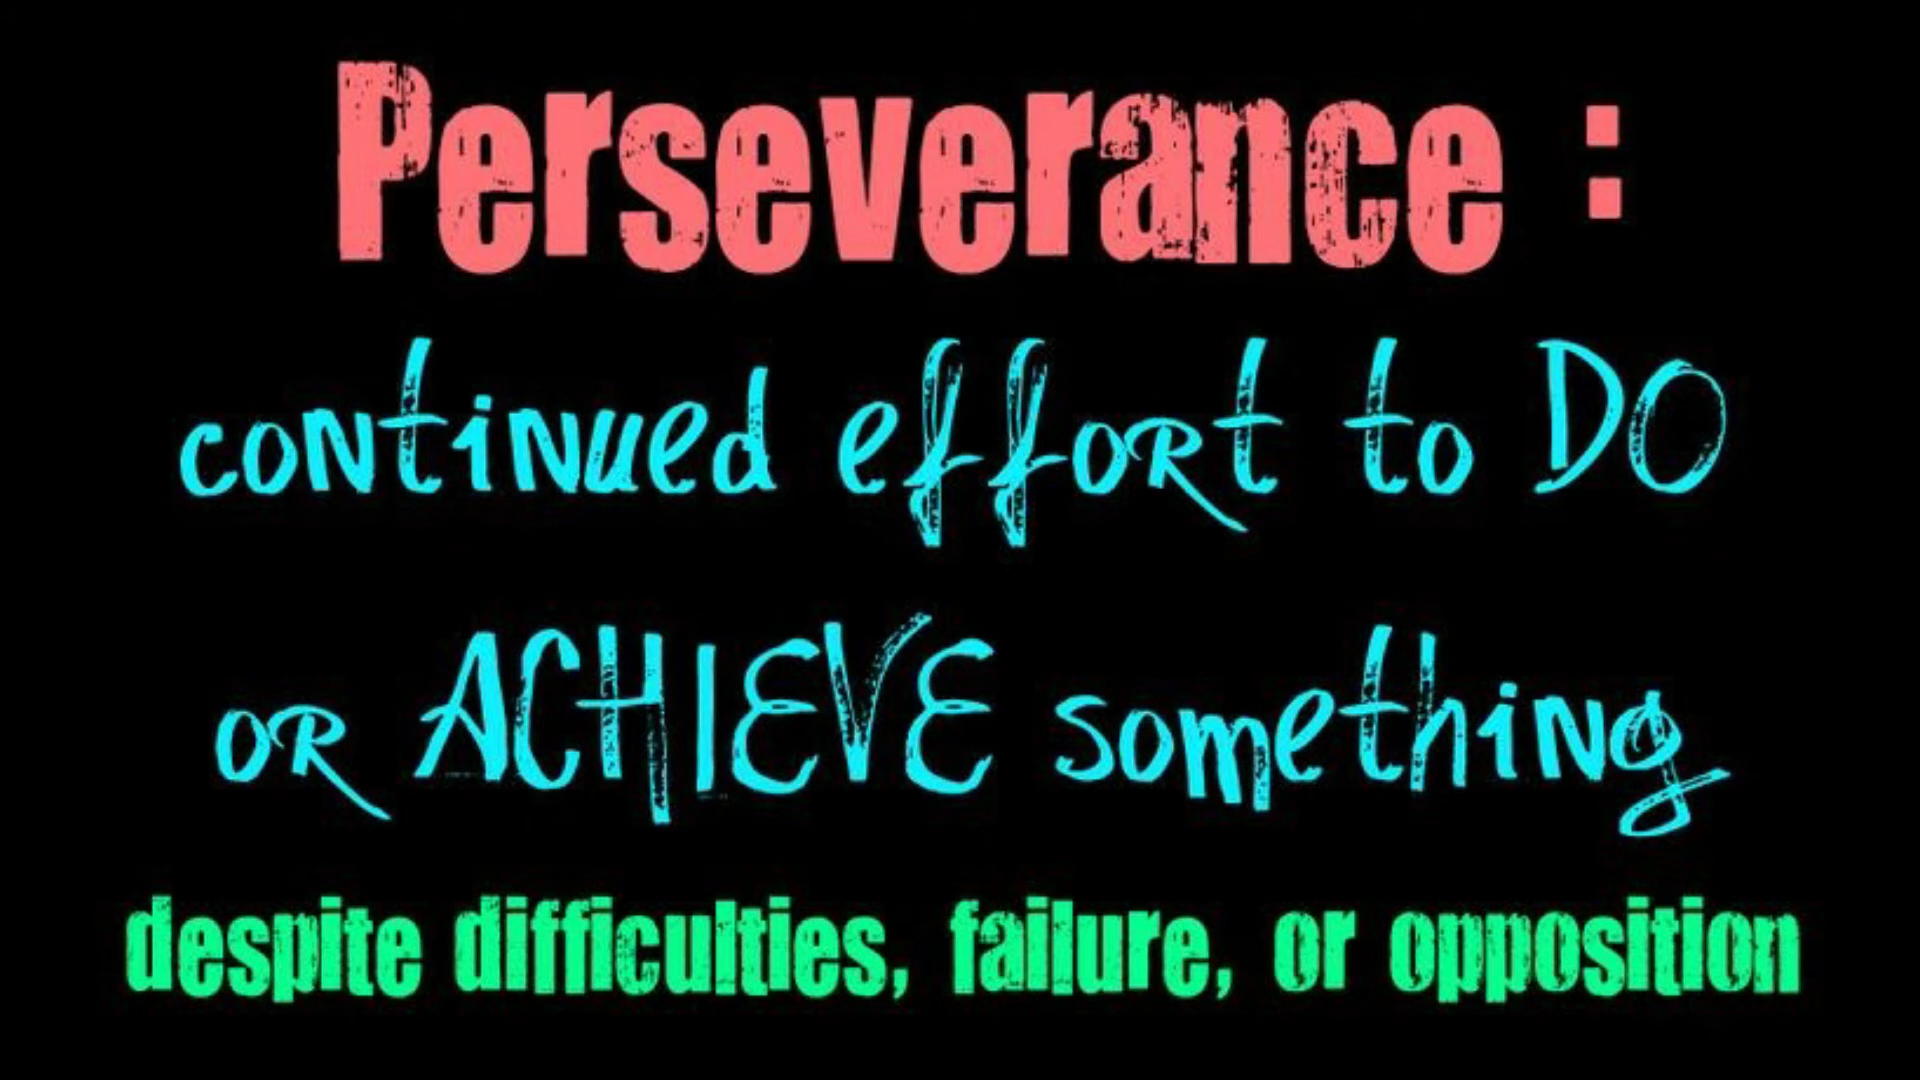 Perseverance :
continued effort to DO
or ACHIEVE something
despite difficulties, failure, or opposition